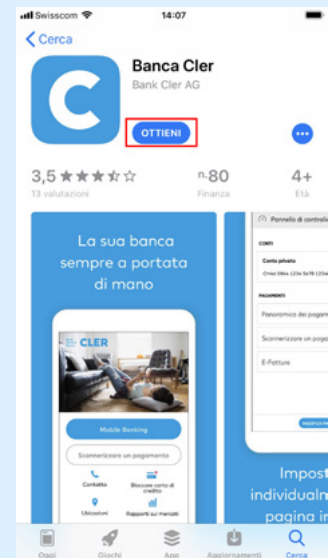 Swisscom
14:07
Cerca
C
Banca Cler
Bank Cler AG
OTTIENI
3,5
n.80
4+
13 valutazioni
Finanza
Età
La sua banca
sempre a portata
di mano
CLER
Mobile Banking
Scannerizzare un pagamento
Contatto
Bloccare carta di
credito
Ubicazioni
Rapporti sui mercati
Pannello di controllo
CONTI
Conto privato
PAGAMENTI
Panoramica dei pagam
Scannerizzare un pago
E-Fatture
Impost
individualm
pagina in
Oggi
Giochi
App
Aggiornamenti
Cerca